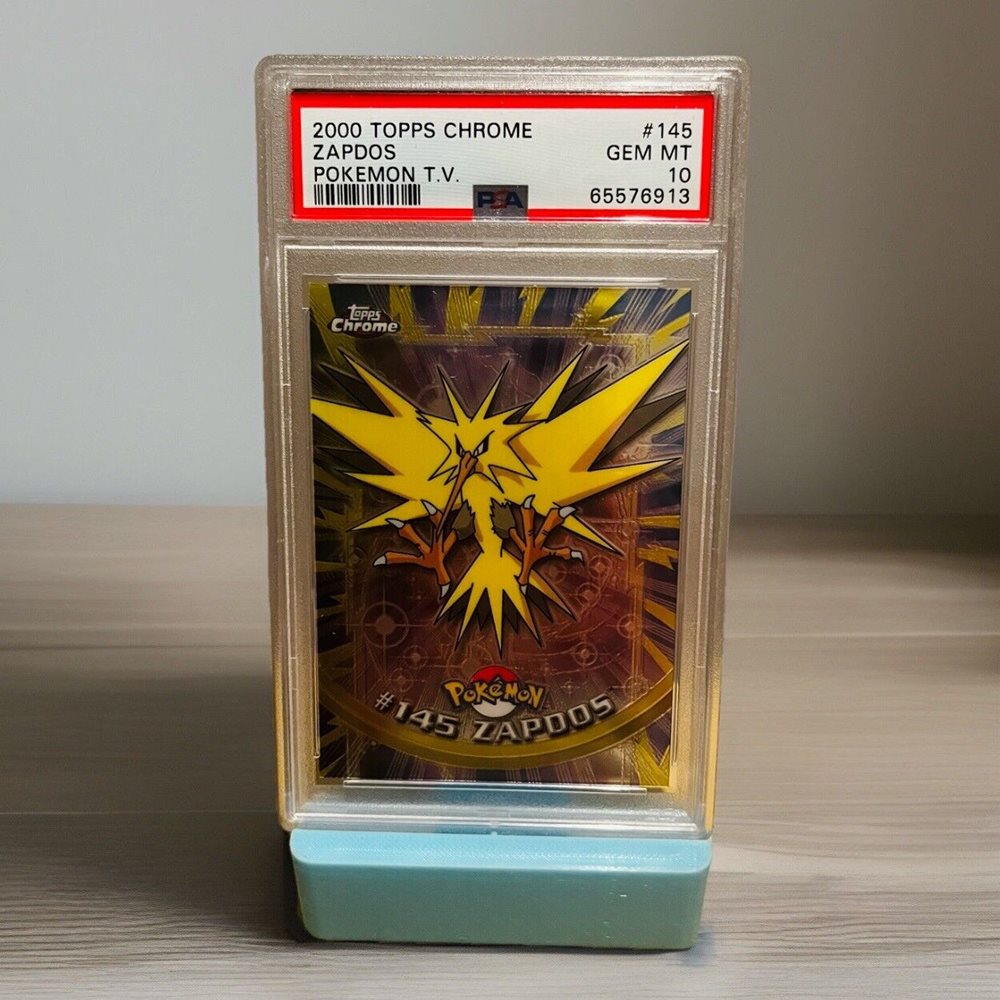 2000 TOPPS CHROME #145
ZAPDOS GEM MT
POKEMON T.V. 10
PSA 65576913
Topps
Chrome
POKéMON
#145 ZAPDOS